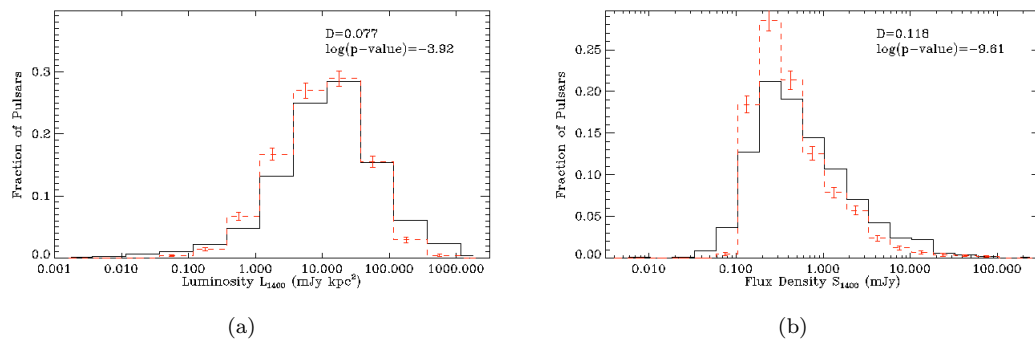 D=0.077
log(p-value)=-3.92
Fraction of Pulsars
0.3
0.2
0.1
0.0
0.001 0.010 0.100 1.000 10.000 100.000 1000.000
Luminosity L1400 (mJy kpc2)
(a)
D=0.118
log(p-value)=-9.61
Fraction of Pulsars
0.25
0.20
0.15
0.10
0.05
0.00
0.010 0.100 1.000 10.000 100.000
Flux Density S1400 (mJy)
(b)